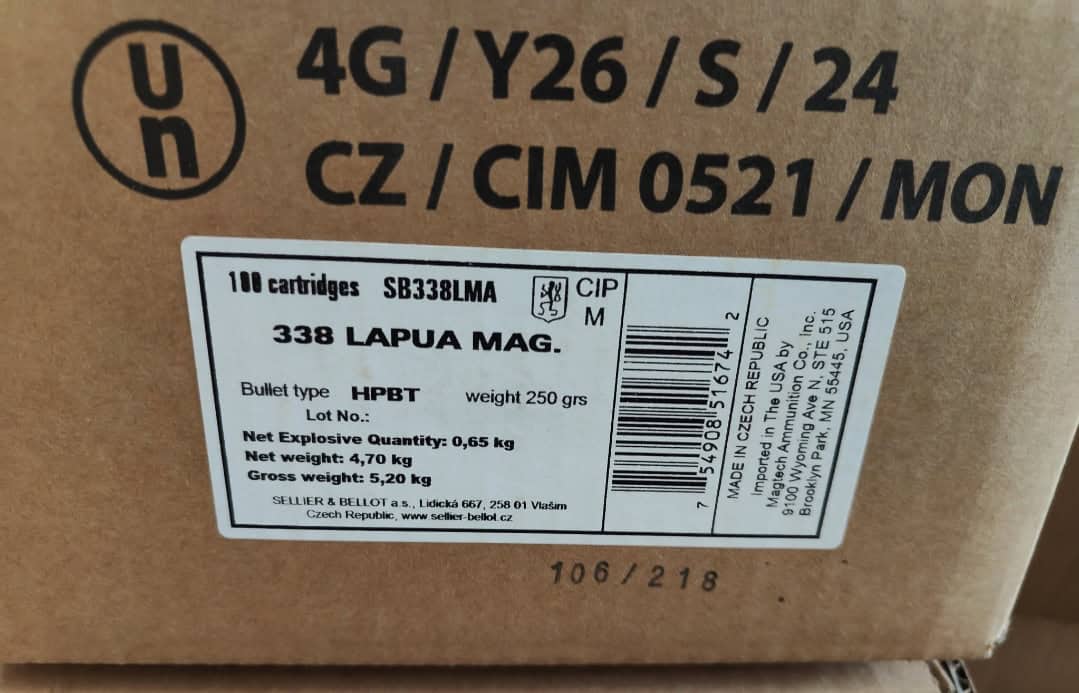 un
4G / Y26 / S / 24
CZ / CIM 0521 / MON
100 cartridges SB338LMA
CIP
M
338 LAPUA MAG.
Bullet type HPBT weight 250 grs
Lot No.:
Net Explosive Quantity: 0,65 kg
Net weight: 4,70 kg
Gross weight: 5,20 kg
SELLIER & BELLOT a.s., Lidická 667, 258 01 Vlašim
Czech Republic, www.sellier-bellot.cz
7 54908 51674 2
MADE IN CZECH REPUBLIC
Imported in The USA by
Magtech Ammunition Co., Inc.
9100 Wyoming Ave N, STE 515
Brooklyn Park, MN 55445, USA
106/218